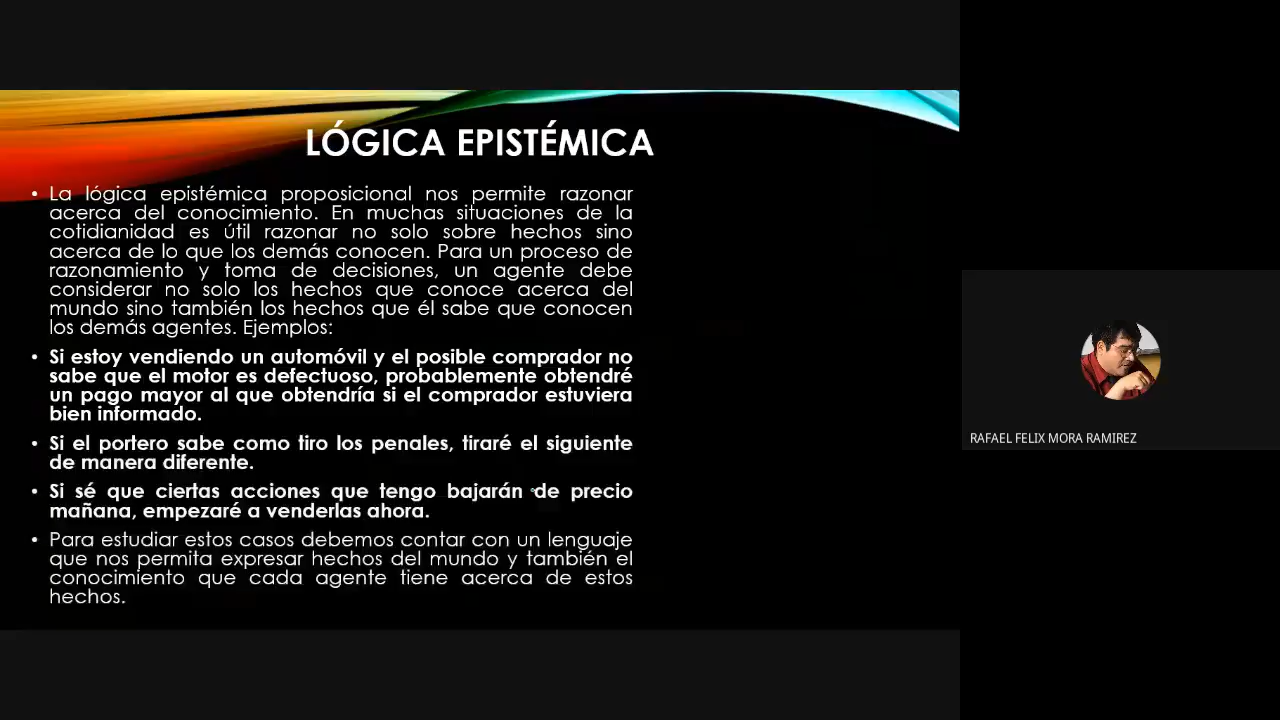 LÓGICA EPISTÉMICA
• La lógica epistémica proposicional nos permite razonar
acerca del conocimiento. En muchas situaciones de la
cotidianidad es útil razonar no solo sobre hechos sino
acerca de lo que los demás conocen. Para un proceso de
razonamiento y toma de decisiones, un agente debe
considerar no solo los hechos que conoce acerca del
mundo sino también los hechos que él sabe que conocen
los demás agentes. Ejemplos:
• Si estoy vendiendo un automóvil y el posible comprador no
sabe que el motor es defectuoso, probablemente obtendré
un pago mayor al que obtendría si el comprador estuviera
bien informado.
• Si el portero sabe como tiro los penales, tiraré el siguiente
de manera diferente.
• Si sé que ciertas acciones que tengo bajarán de precio
mañana, empezaré a venderlas ahora.
• Para estudiar estos casos debemos contar con un lenguaje
que nos permita expresar hechos del mundo y también el
conocimiento que cada agente tiene acerca de estos
hechos.
RAFAEL FELIX MORA RAMIREZ